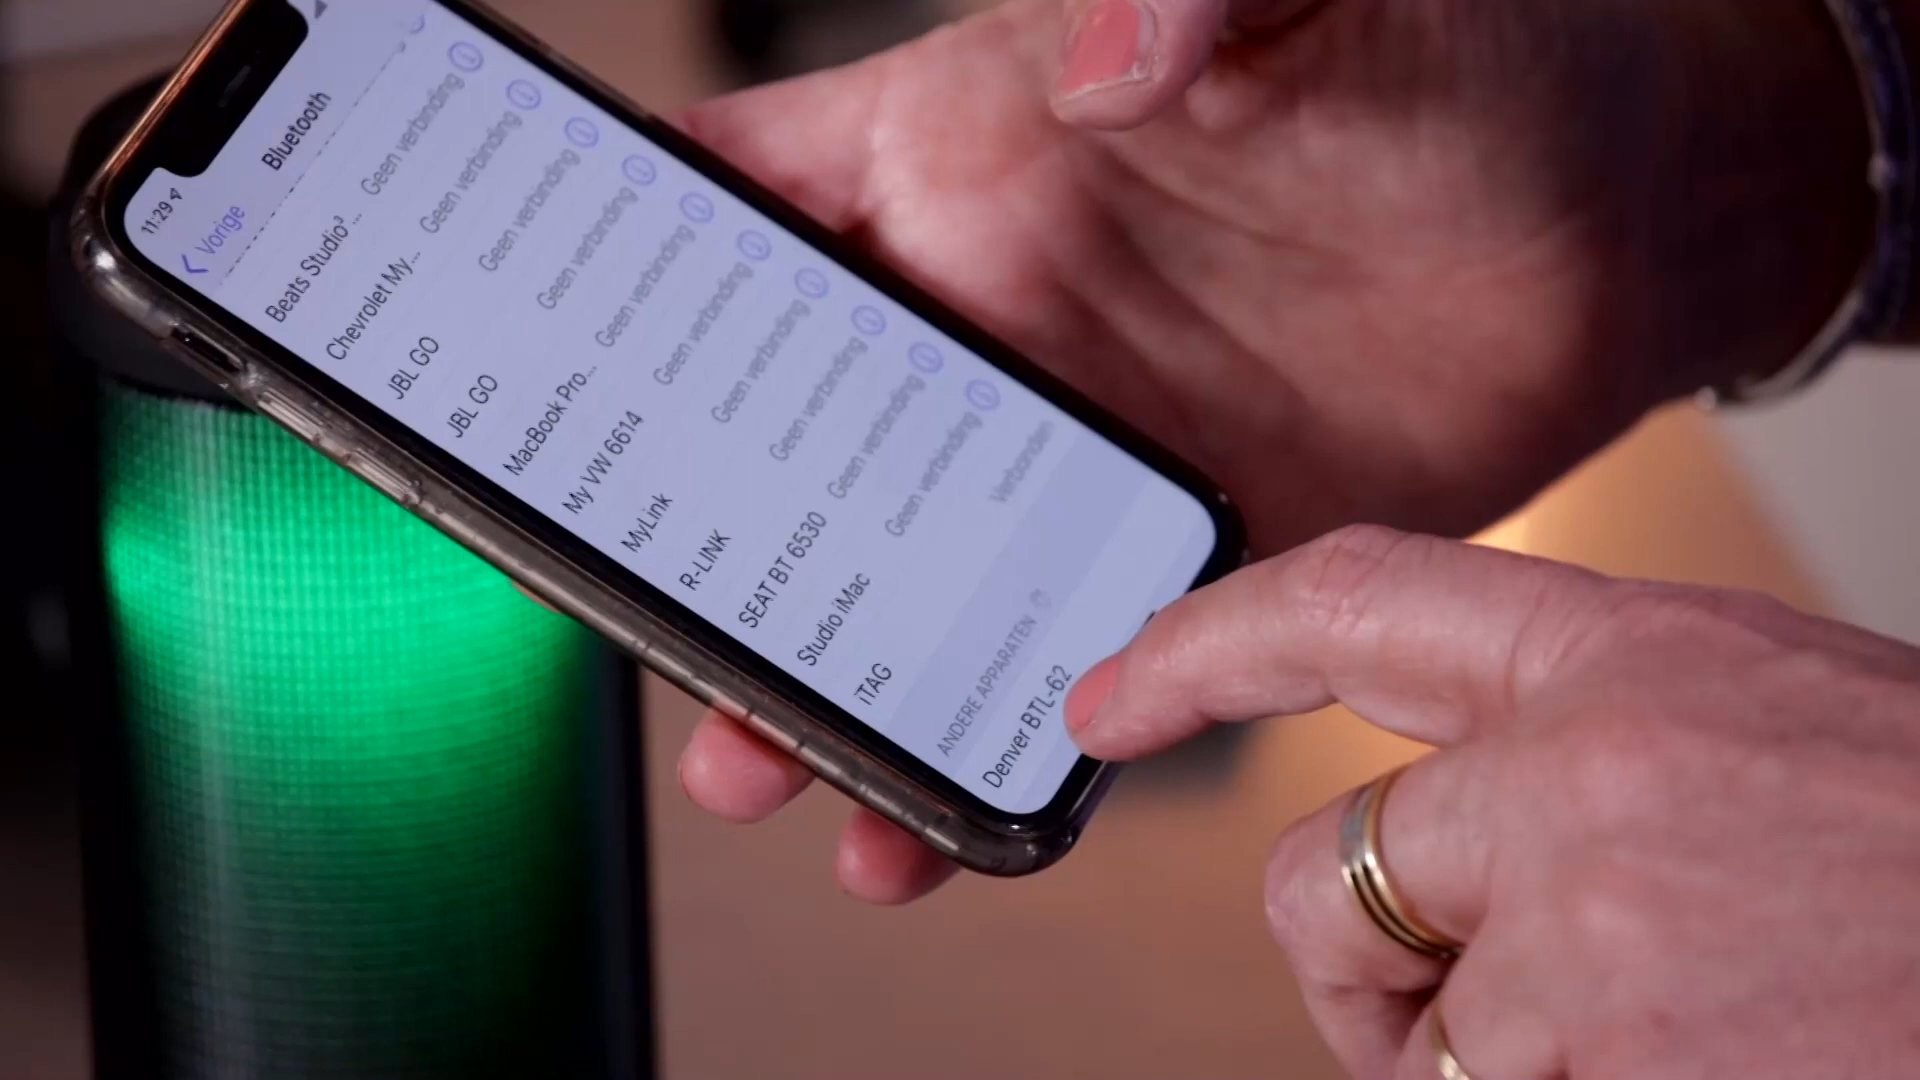 11:29
Vorige
Bluetooth
Beats Studio³ ... Geen verbinding
Chevrolet My... Geen verbinding
JBL GO Geen verbinding
JBL GO Geen verbinding
MacBook Pro... Geen verbinding
My VW 6614 Geen verbinding
MyLink Geen verbinding
R-LINK Geen verbinding
SEAT BT 6530 Geen verbinding
Studio iMac Geen verbinding
iTAG Verbonden
ANDERE APPARATEN
Denver BTL-62